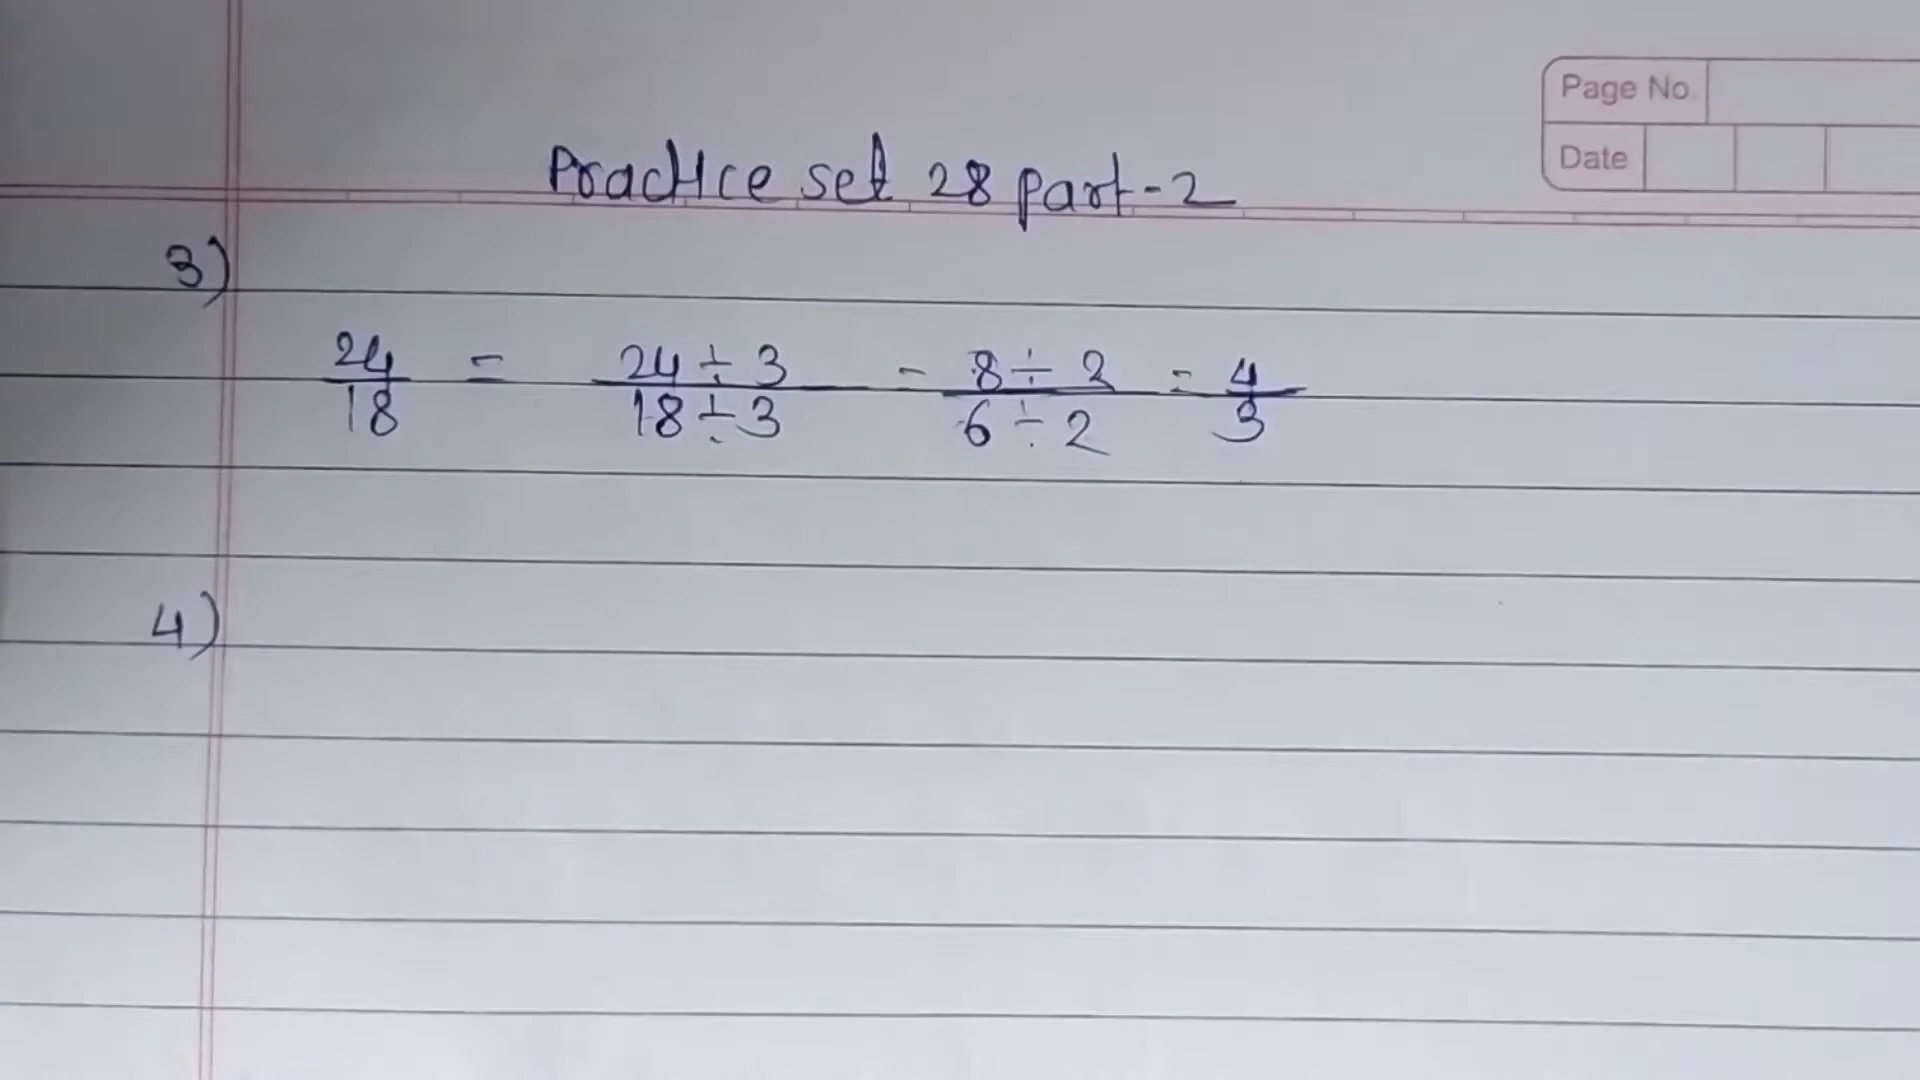 Page No.
Date
Practice set 28 part-2
3)
24/18 = 24 ÷ 3/18 ÷ 3 = 8 ÷ 2/6 ÷ 2 = 4/3
4)